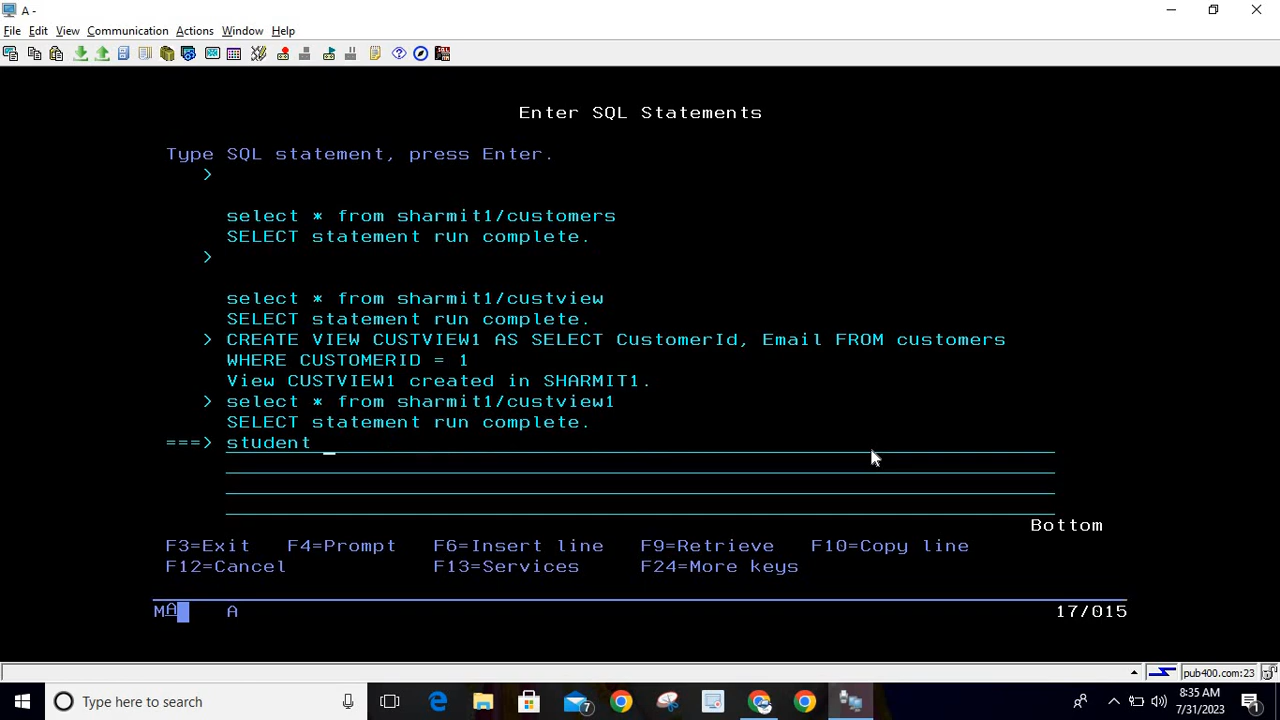 A -
File Edit View Communication Actions Window Help
Enter SQL Statements
Type SQL statement, press Enter.
>
select * from sharmit1/customers
SELECT statement run complete.
>
select * from sharmit1/custview
SELECT statement run complete.
> CREATE VIEW CUSTVIEW1 AS SELECT CustomerId, Email FROM customers
WHERE CUSTOMERID = 1
View CUSTVIEW1 created in SHARMIT1.
> select * from sharmit1/custview1
SELECT statement run complete.
===> student _
Bottom
F3=Exit F4=Prompt F6=Insert line F9=Retrieve F10=Copy line
F12=Cancel F13=Services F24=More keys
MA A 17/015
pub400.com:23
Type here to search
7
8:35 AM
7/31/2023
1